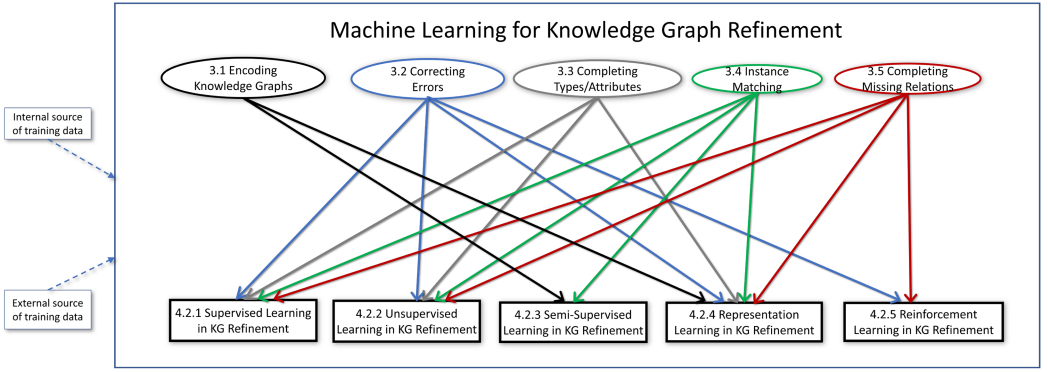 Machine Learning for Knowledge Graph Refinement
3.1 Encoding
Knowledge Graphs
3.2 Correcting
Errors
3.3 Completing
Types/Attributes
3.4 Instance
Matching
3.5 Completing
Missing Relations
Internal source
of training data
External source
of training data
4.2.1 Supervised Learning
in KG Refinement
4.2.2 Unsupervised
Learning in KG Refinement
4.2.3 Semi-Supervised
Learning in KG Refinement
4.2.4 Representation
Learning in KG Refinement
4.2.5 Reinforcement
Learning in KG Refinement